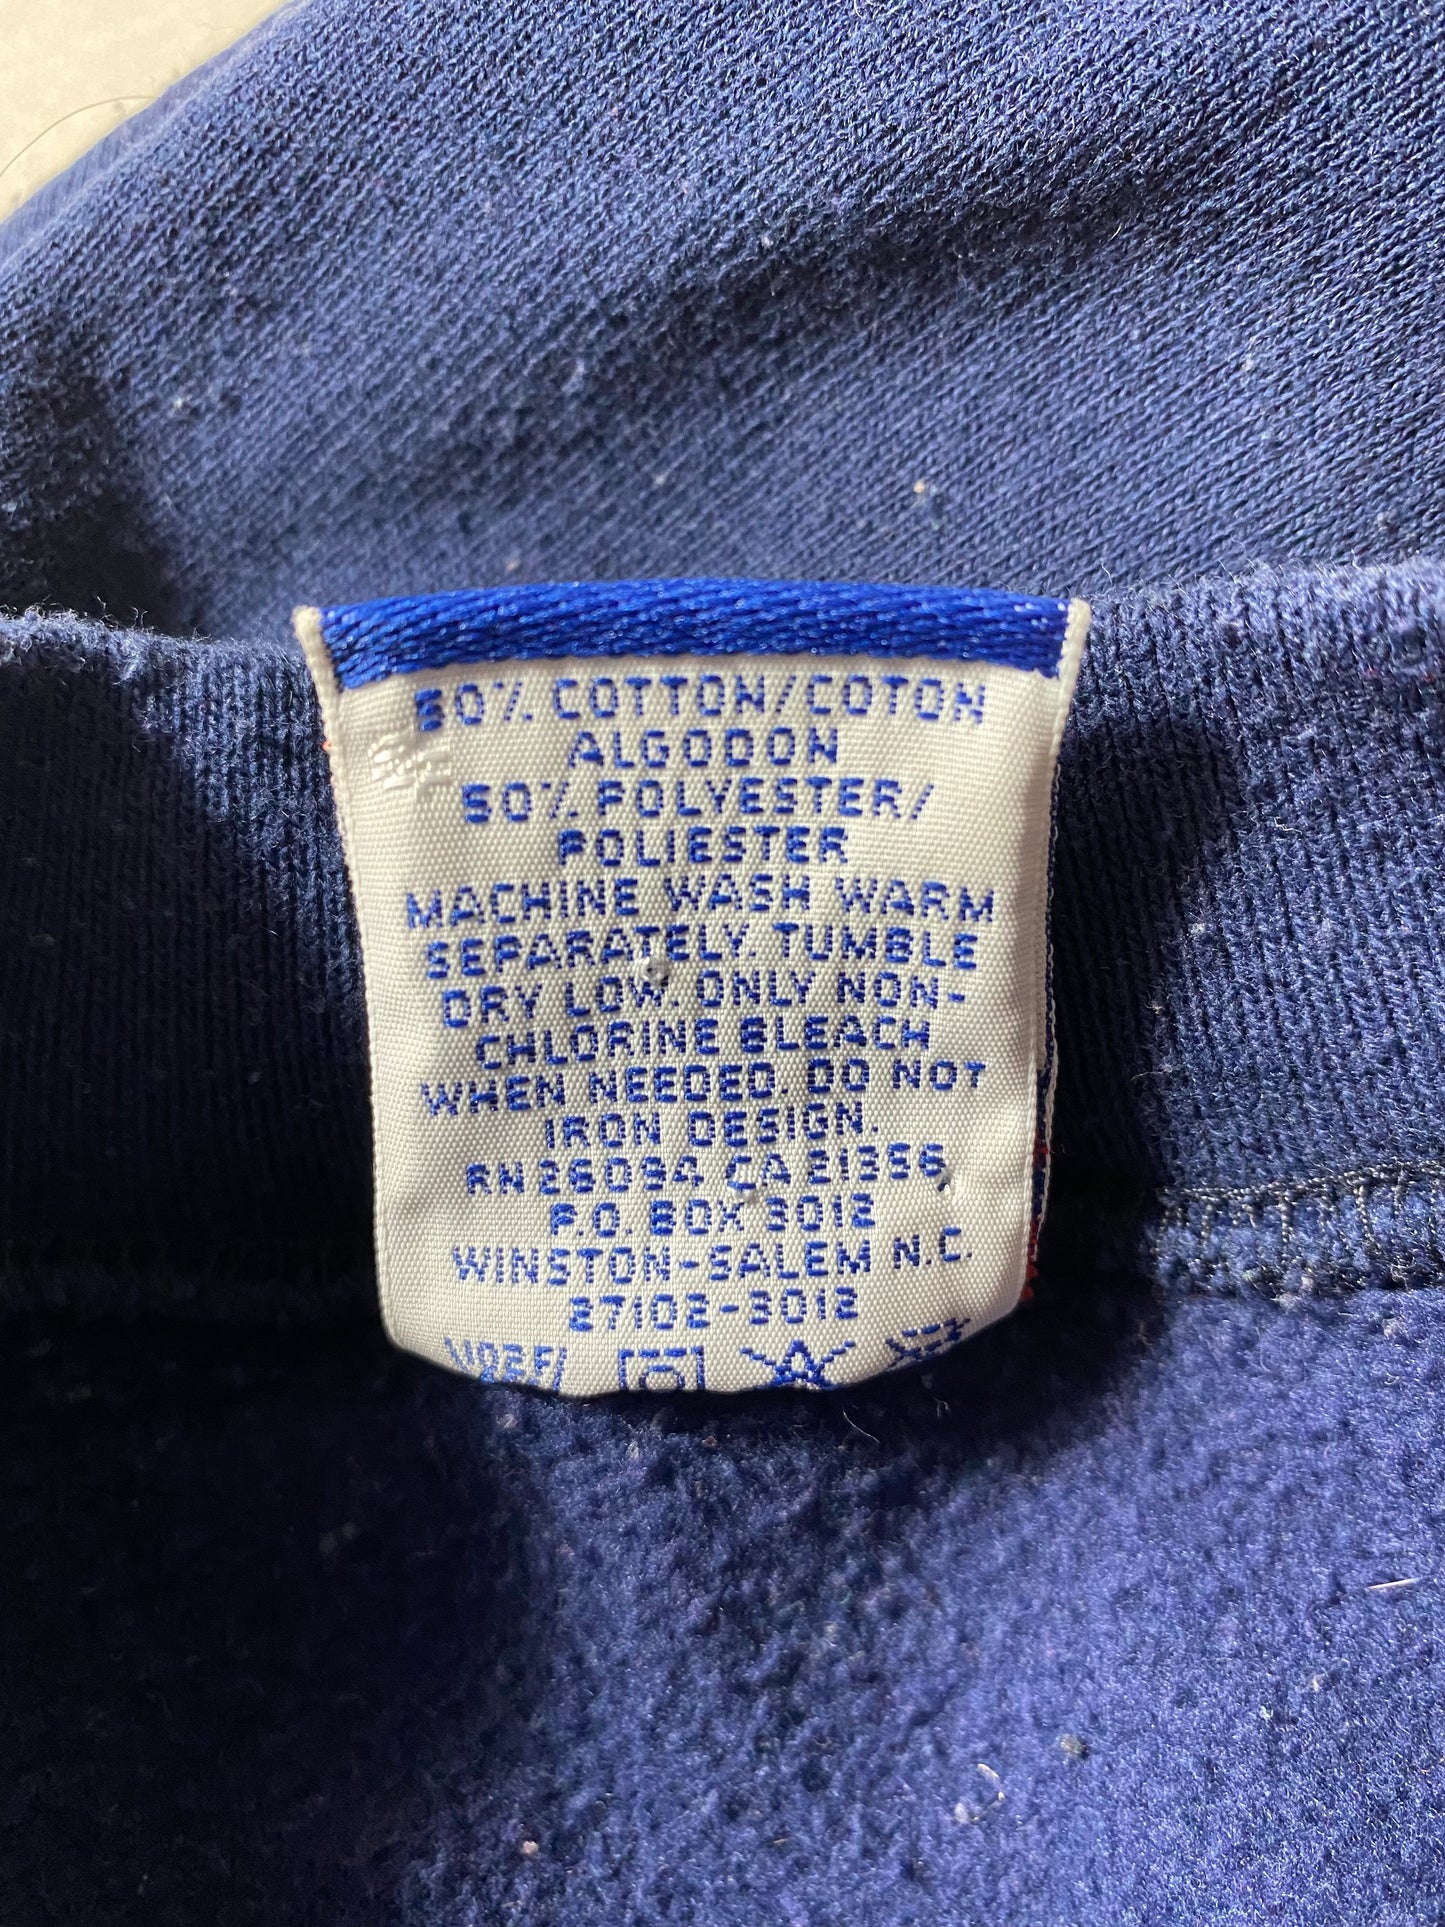 50% COTTON/COTON
ALGODON
50% POLYESTER/
POLIESTER
MACHINE WASH WARM
SEPARATELY. TUMBLE
DRY LOW. ONLY NON-
CHLORINE BLEACH
WHEN NEEDED. DO NOT
IRON DESIGN.
RN 26094 CA 21356
P.O. BOX 3012
WINSTON-SALEM N.C.
27102-3012